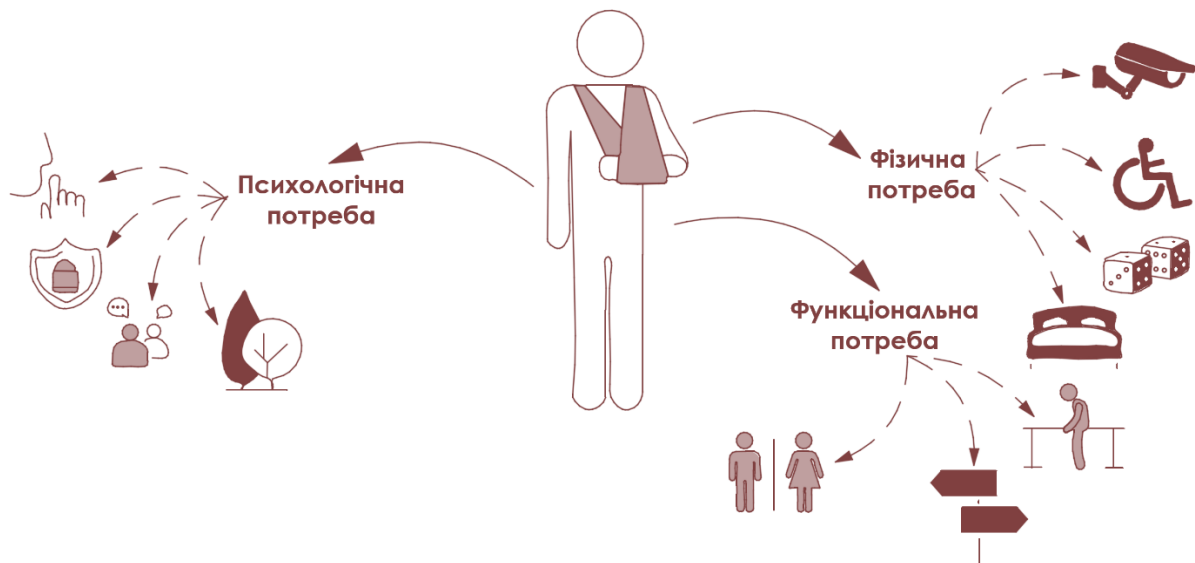 Психологічна
потреба
Фізична
потреба
Функціональна
потреба